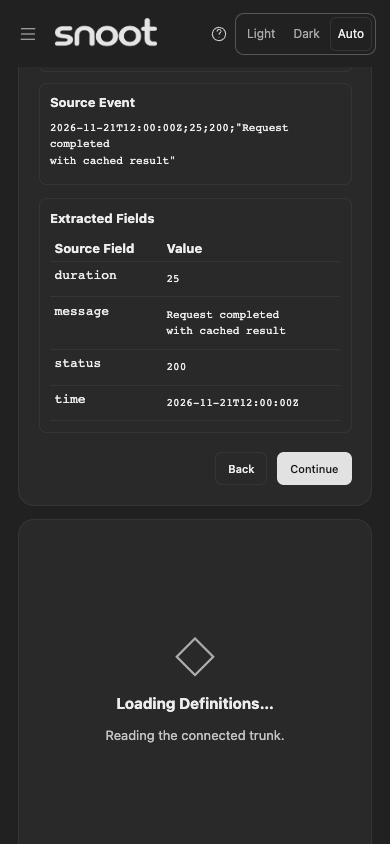 snoot
Light Dark Auto
Source Event
2026-11-21T12:00:00Z;25;200;"Request
completed
with cached result"
Extracted Fields
Source Field Value
duration 25
message Request completed
with cached result
status 200
time 2026-11-21T12:00:00Z
Back Continue
Loading Definitions...
Reading the connected trunk.